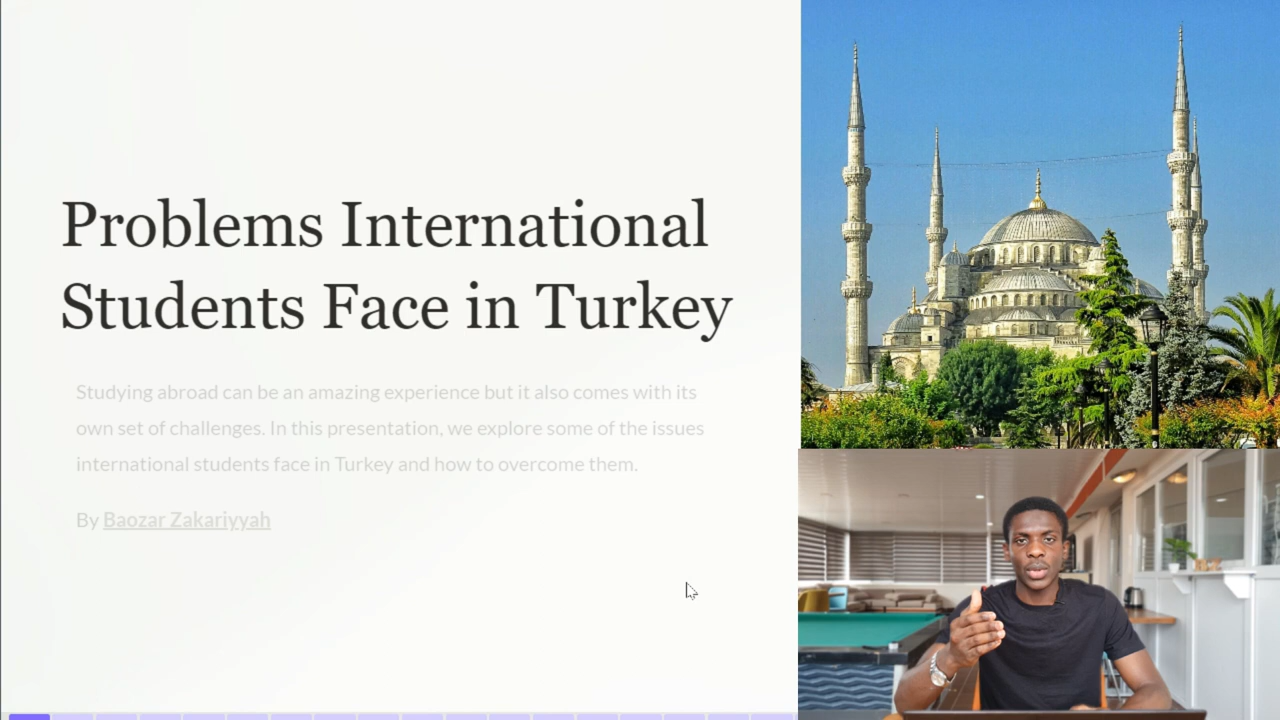 Problems International
Students Face in Turkey
Studying abroad can be an amazing experience but it also comes with its
own set of challenges. In this presentation, we explore some of the issues
international students face in Turkey and how to overcome them.
By Baozar Zakariyyah